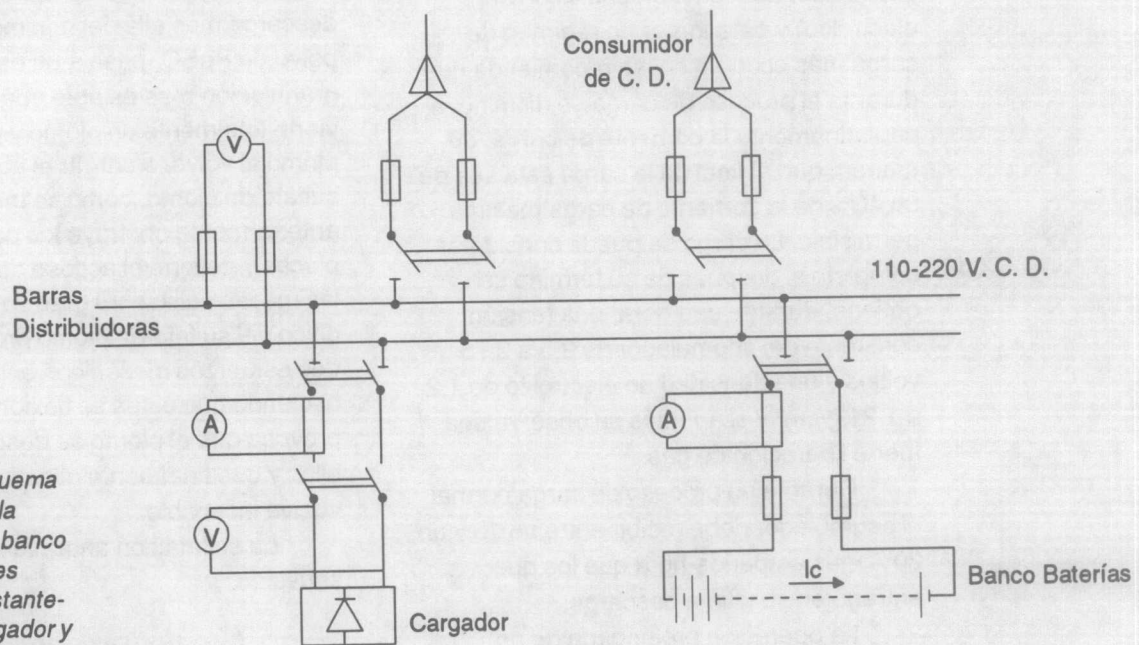 Consumidor
de C. D.
V
110-220 V. C. D.
Barras
Distribuidoras
A
A
V
uema
la
banco
es
stante-
gador y
Ic
Banco Baterías
Cargador